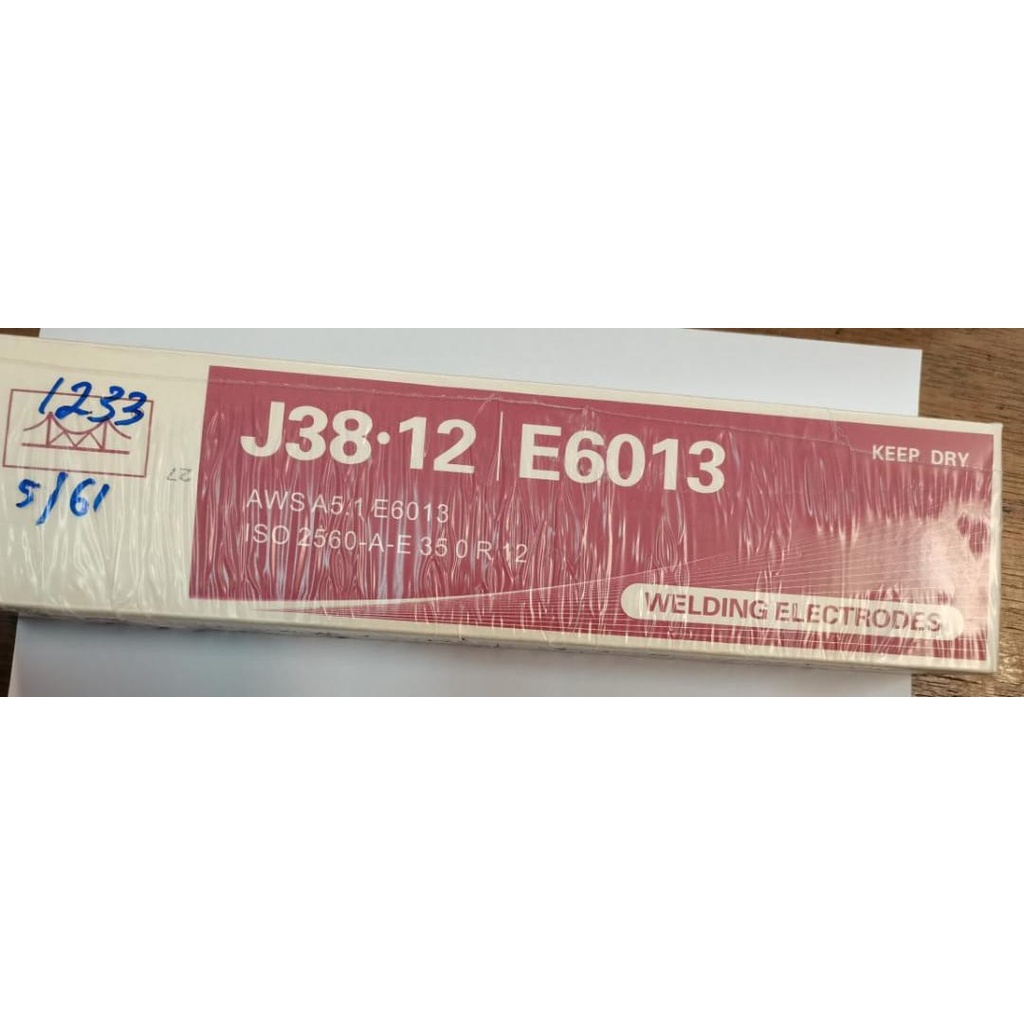 1233
5/61
27
J38·12 | E6013
KEEP DRY
AWS A5.1 E6013
ISO 2560-A-E 35 0 R 12
WELDING ELECTRODES